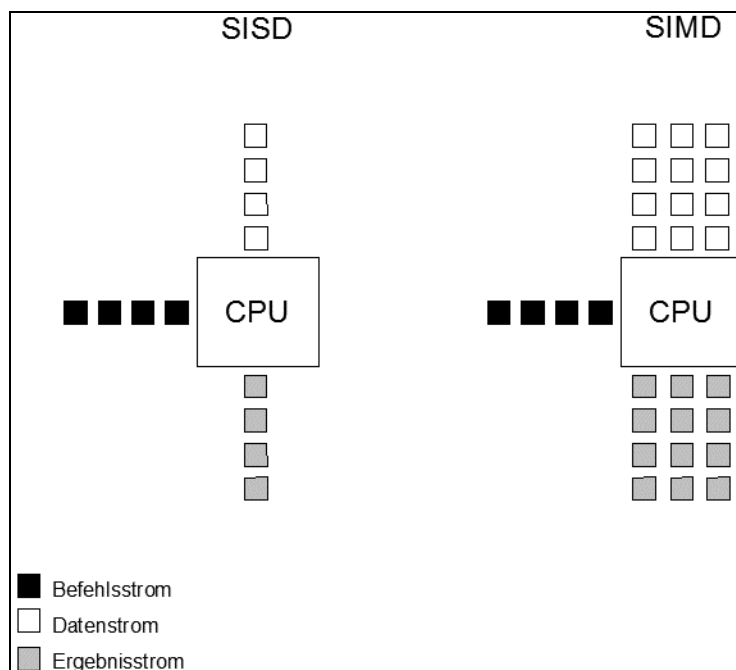 SISD SIMD
CPU CPU
Befehlsstrom
Datenstrom
Ergebnisstrom